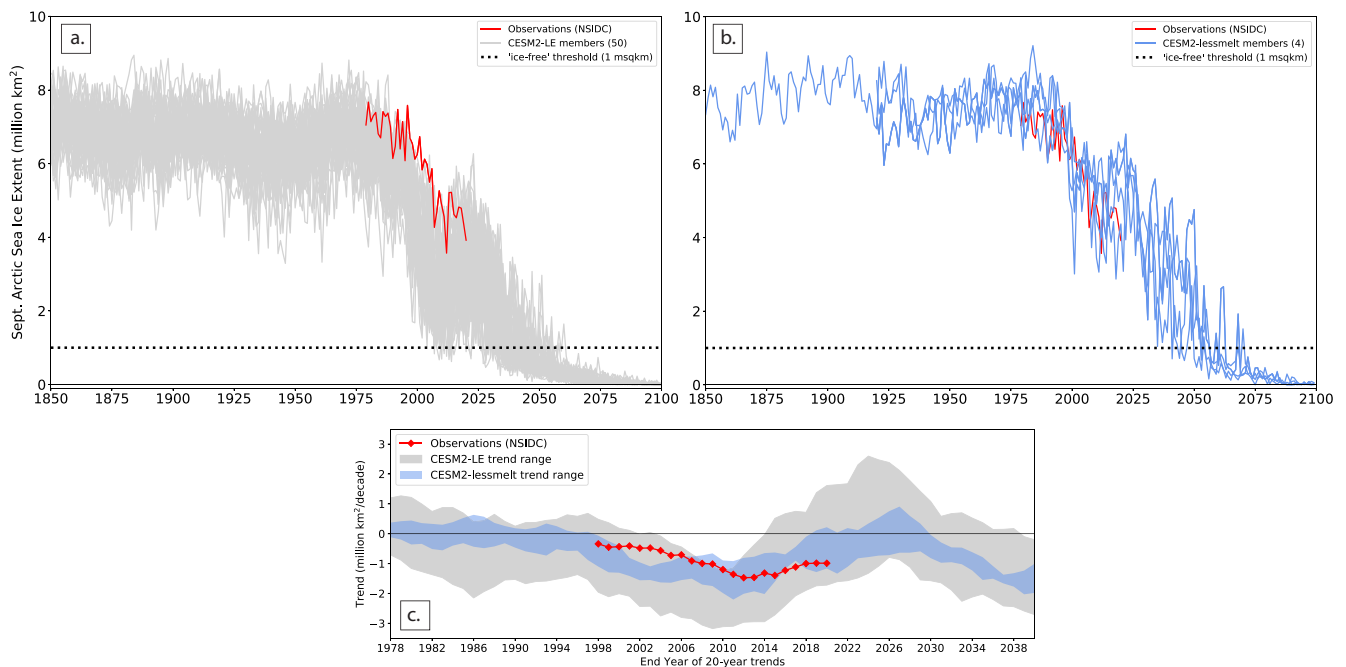 a.
Observations (NSIDC)
CESM2-LE members (50)
'ice-free' threshold (1 msqkm)
Sept. Arctic Sea Ice Extent (million km²)
10
8
6
4
2
0
1850 1875 1900 1925 1950 1975 2000 2025 2050 2075 2100
b.
Observations (NSIDC)
CESM2-lessmelt members (4)
'ice-free' threshold (1 msqkm)
10
8
6
4
2
0
1850 1875 1900 1925 1950 1975 2000 2025 2050 2075 2100
Observations (NSIDC)
CESM2-LE trend range
CESM2-lessmelt trend range
Trend (million km²/decade)
3
2
1
0
−1
−2
−3
c.
1978 1982 1986 1990 1994 1998 2002 2006 2010 2014 2018 2022 2026 2030 2034 2038
End Year of 20-year trends